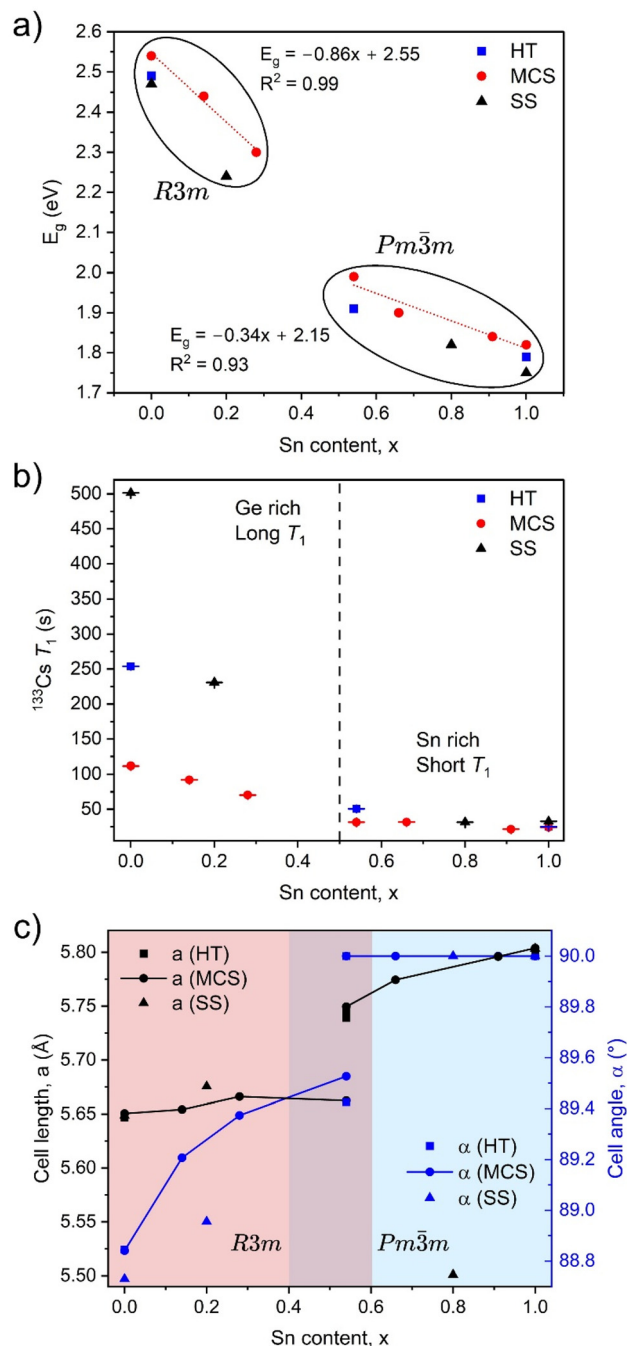 a)
2.6
2.5
2.4
2.3
2.2
2.1
2.0
1.9
1.8
1.7
E_g (eV)
E_g = −0.86x + 2.55
R² = 0.99
HT
MCS
SS
R3m
Pm3̄m
E_g = −0.34x + 2.15
R² = 0.93
0.0 0.2 0.4 0.6 0.8 1.0
Sn content, x
b)
500
450
400
350
300
250
200
150
100
50
¹³³Cs T₁ (s)
Ge rich
Long T₁
HT
MCS
SS
Sn rich
Short T₁
0.0 0.2 0.4 0.6 0.8 1.0
Sn content, x
c)
5.80
5.75
5.70
5.65
5.60
5.55
5.50
Cell length, a (Å)
a (HT)
a (MCS)
a (SS)
90.0
89.8
89.6
89.4
89.2
89.0
88.8
Cell angle, α (°)
α (HT)
α (MCS)
α (SS)
R3m
Pm3̄m
0.0 0.2 0.4 0.6 0.8 1.0
Sn content, x